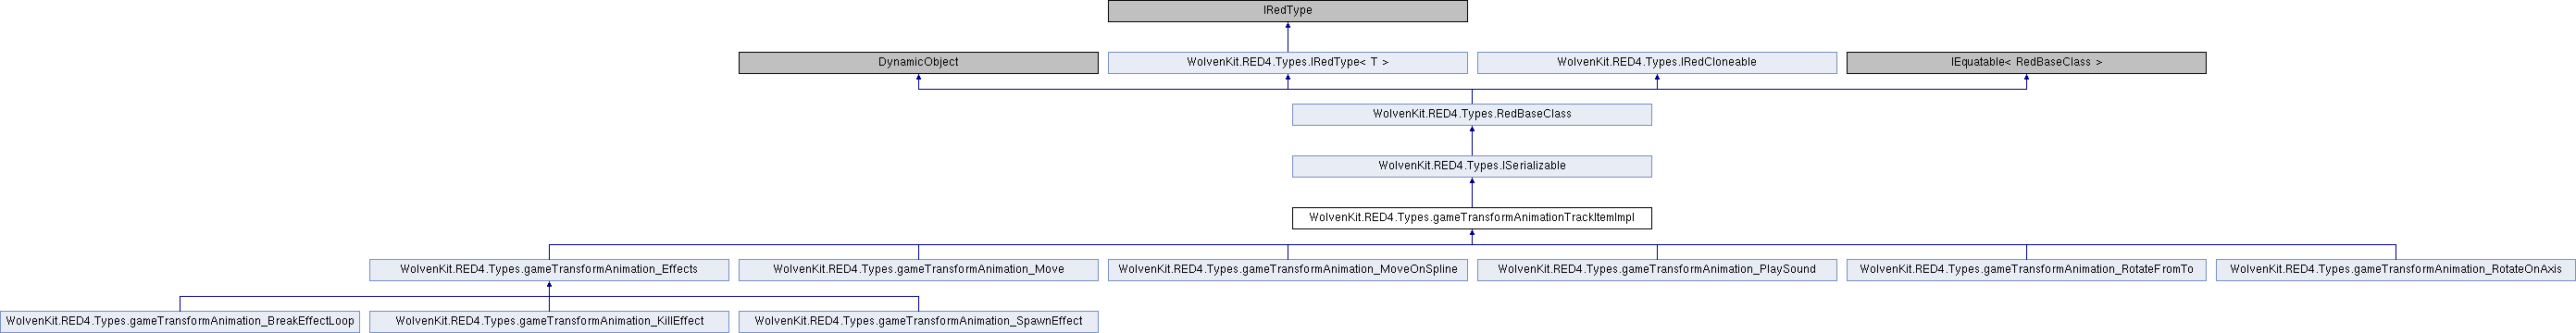 IRedType
DynamicObject
WolvenKit.RED4.Types.IRedType< T >
WolvenKit.RED4.Types.IRedCloneable
IEquatable< RedBaseClass >
WolvenKit.RED4.Types.RedBaseClass
WolvenKit.RED4.Types.ISerializable
WolvenKit.RED4.Types.gameTransformAnimationTrackItemImpl
WolvenKit.RED4.Types.gameTransformAnimation_Effects
WolvenKit.RED4.Types.gameTransformAnimation_Move
WolvenKit.RED4.Types.gameTransformAnimation_MoveOnSpline
WolvenKit.RED4.Types.gameTransformAnimation_PlaySound
WolvenKit.RED4.Types.gameTransformAnimation_RotateFromTo
WolvenKit.RED4.Types.gameTransformAnimation_RotateOnAxis
WolvenKit.RED4.Types.gameTransformAnimation_BreakEffectLoop
WolvenKit.RED4.Types.gameTransformAnimation_KillEffect
WolvenKit.RED4.Types.gameTransformAnimation_SpawnEffect